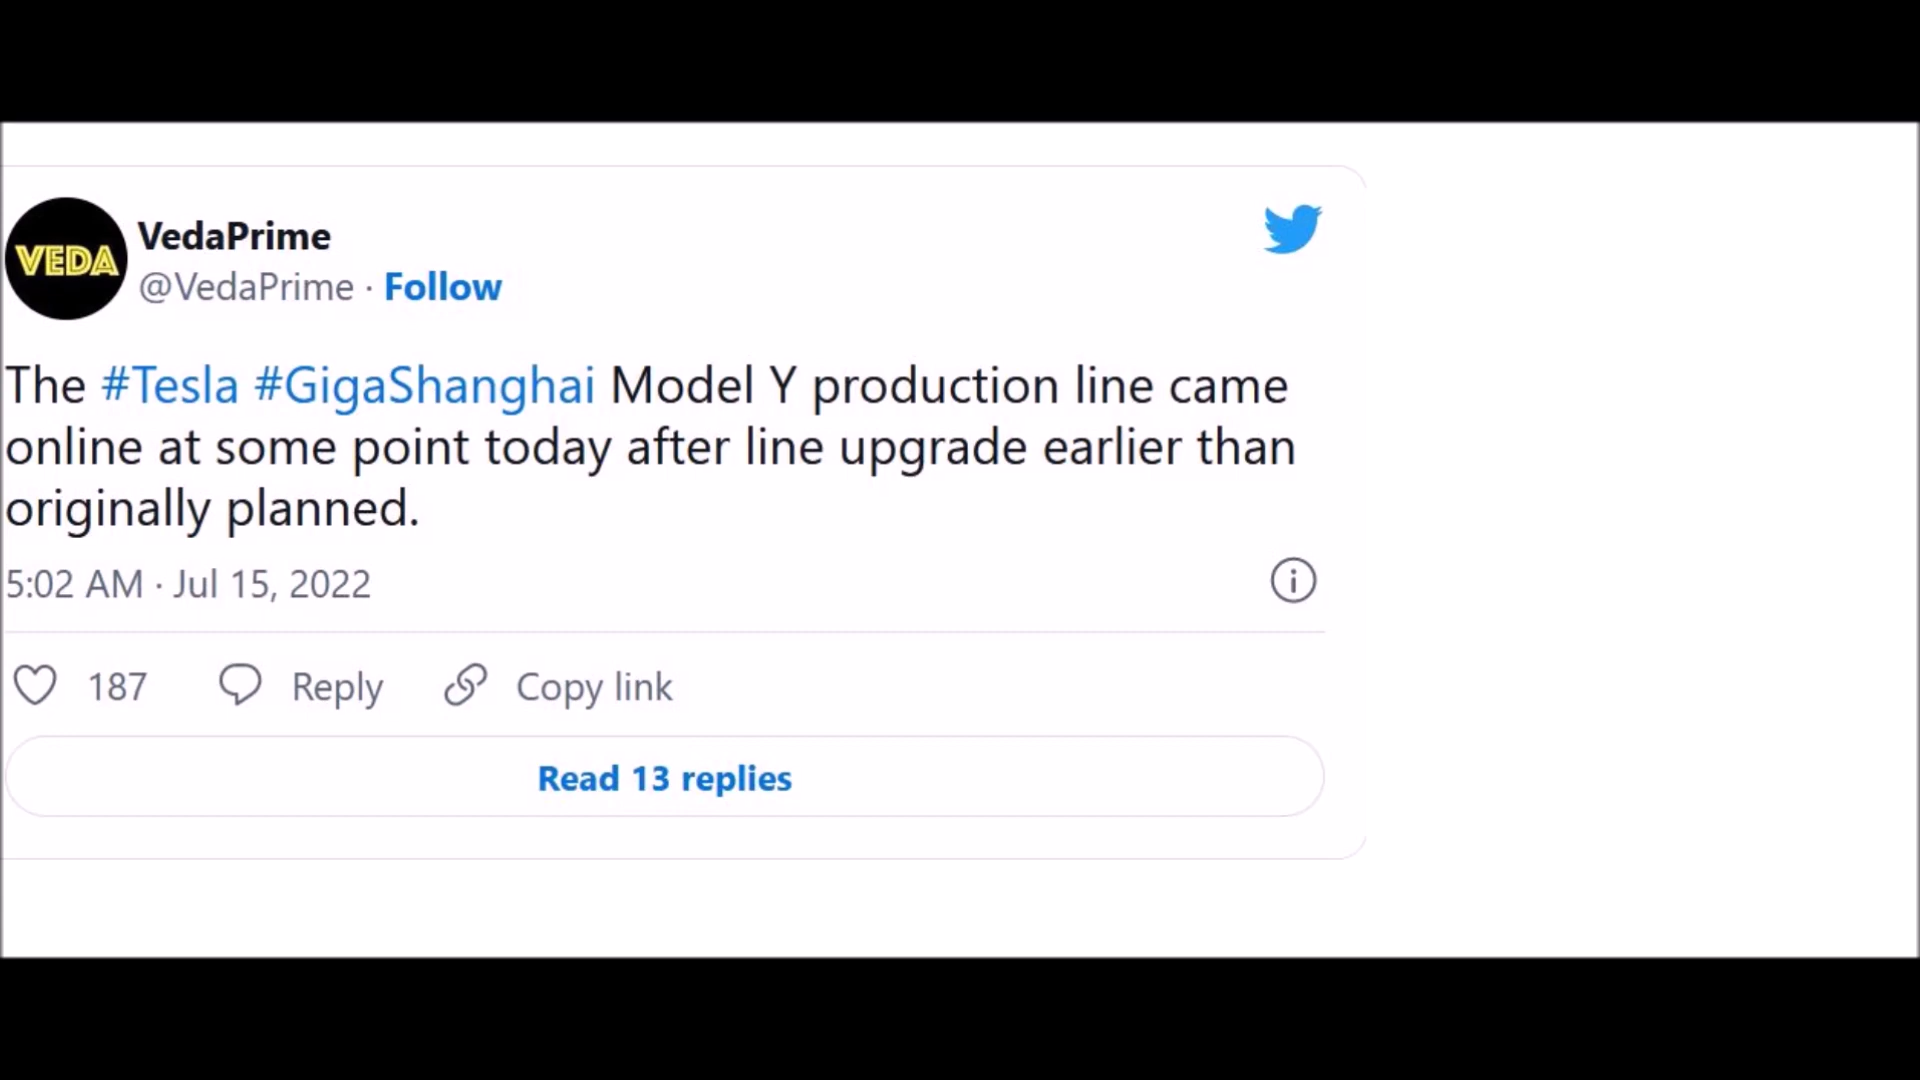 VEDA
VedaPrime
@VedaPrime · Follow
The #Tesla #GigaShanghai Model Y production line came
online at some point today after line upgrade earlier than
originally planned.
5:02 AM · Jul 15, 2022
187 Reply Copy link
Read 13 replies